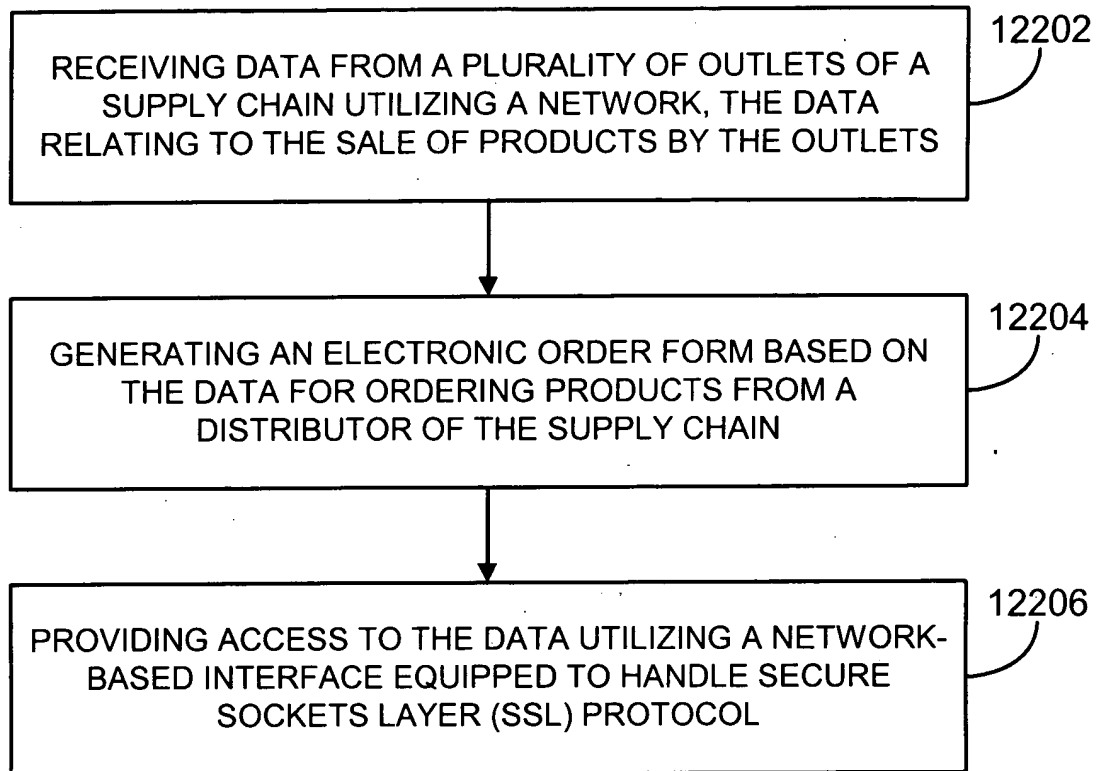 12202
RECEIVING DATA FROM A PLURALITY OF OUTLETS OF A
SUPPLY CHAIN UTILIZING A NETWORK, THE DATA
RELATING TO THE SALE OF PRODUCTS BY THE OUTLETS
12204
GENERATING AN ELECTRONIC ORDER FORM BASED ON
THE DATA FOR ORDERING PRODUCTS FROM A
DISTRIBUTOR OF THE SUPPLY CHAIN
12206
PROVIDING ACCESS TO THE DATA UTILIZING A NETWORK-
BASED INTERFACE EQUIPPED TO HANDLE SECURE
SOCKETS LAYER (SSL) PROTOCOL